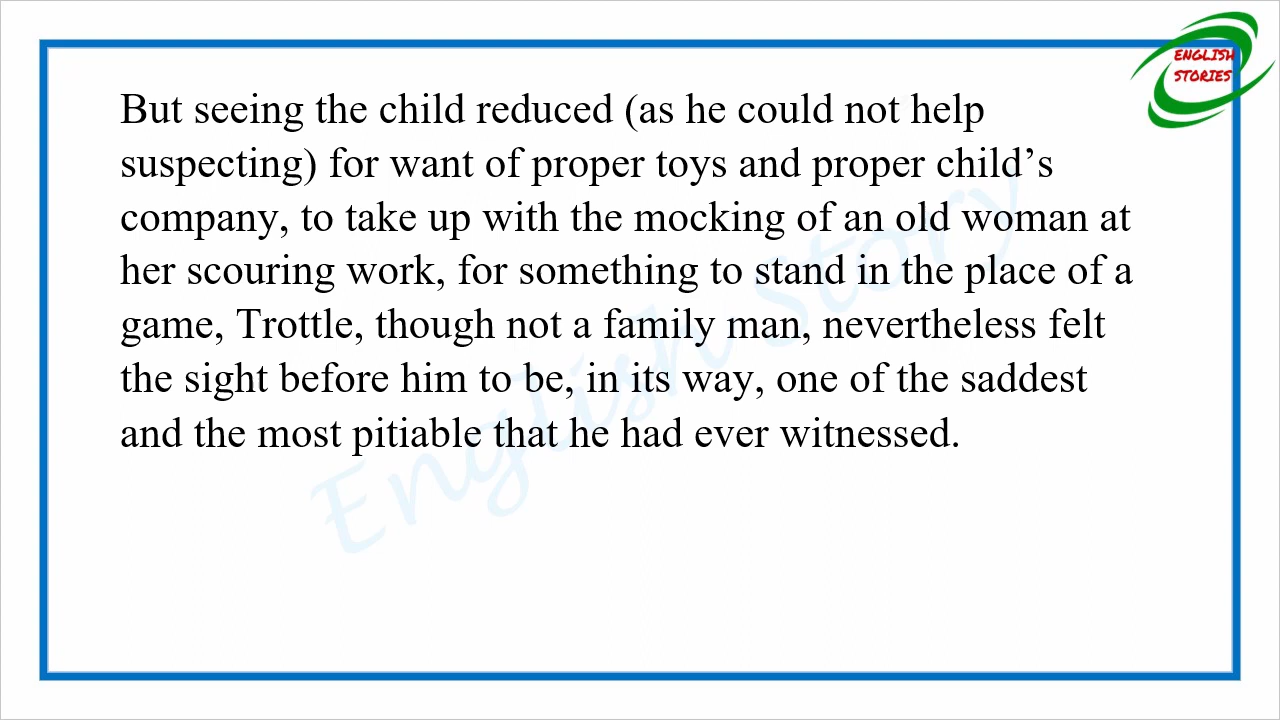 ENGLISH
STORIES
But seeing the child reduced (as he could not help
suspecting) for want of proper toys and proper child’s
company, to take up with the mocking of an old woman at
her scouring work, for something to stand in the place of a
game, Trottle, though not a family man, nevertheless felt
the sight before him to be, in its way, one of the saddest
and the most pitiable that he had ever witnessed.
English Story